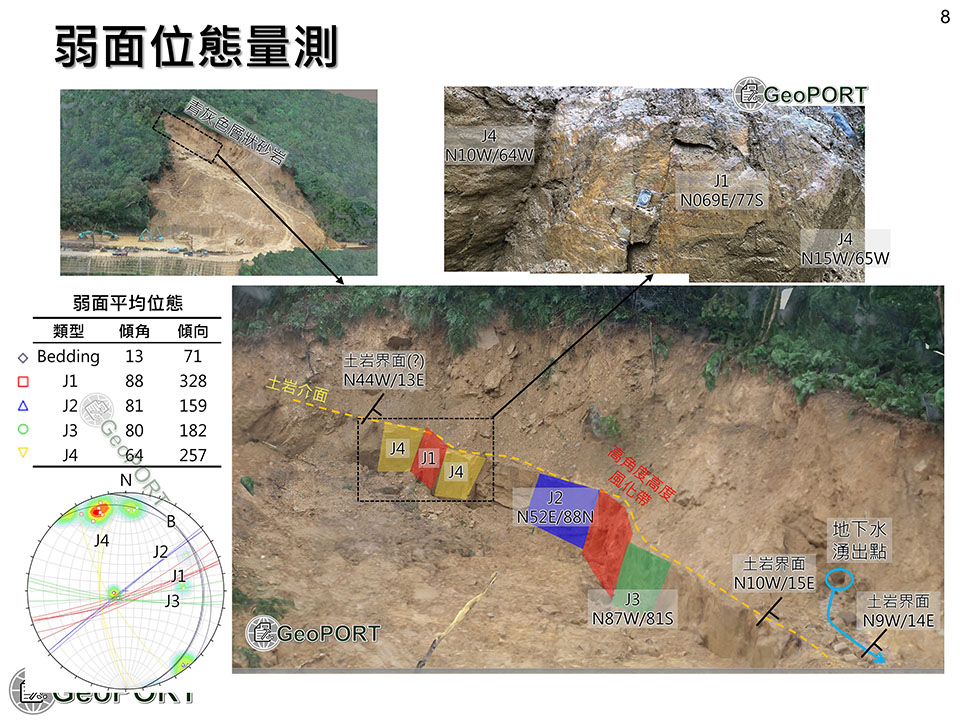 8
弱面位態量測
青灰色層狀砂岩
GeoPORT
J4
N10W/64W
J1
N069E/77S
J4
N15W/65W
弱面平均位態
類型 傾角 傾向
Bedding 13 71
J1 88 328
J2 81 159
J3 80 182
J4 64 257
GeoPORT
N
B
J4
J2
J1
J3
GeoPORT
土岩界面(?)
N44W/13E
土岩介面
J4
J1
J4
高角度高度
風化帶
J2
N52E/88N
J3
N87W/81S
地下水
湧出點
土岩界面
N10W/15E
土岩界面
N9W/14E
GeoPORT